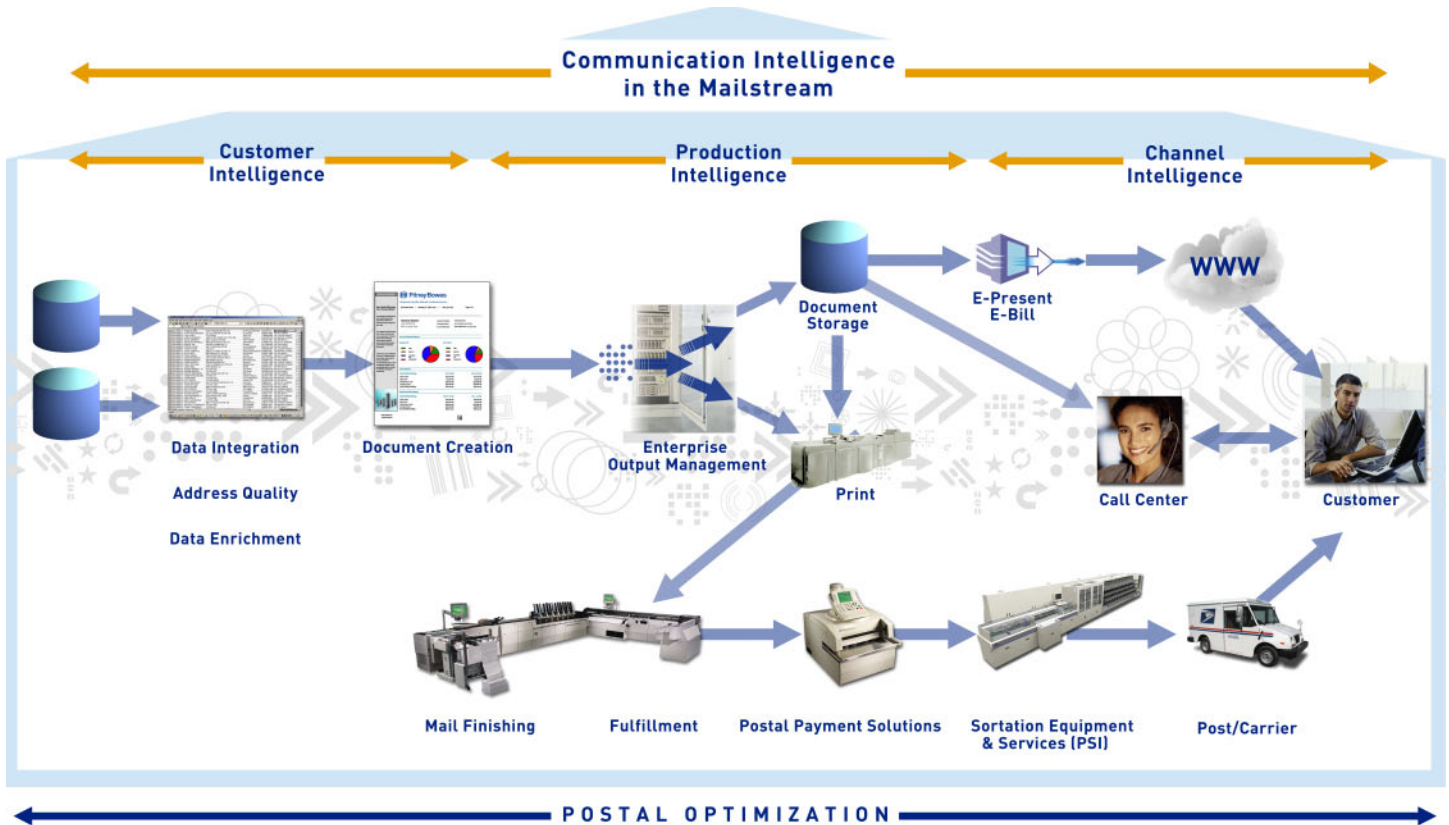 Communication Intelligence
in the Mailstream
Customer
Intelligence
Production
Intelligence
Channel
Intelligence
WWW
E-Present
E-Bill
Document
Storage
PitneyBowes
Data Integration
Document Creation
Enterprise
Output Management
Print
Call Center
Customer
Address Quality
Data Enrichment
Mail Finishing
Fulfillment
Postal Payment Solutions
Sortation Equipment
& Services (PSI)
Post/Carrier
POSTAL OPTIMIZATION